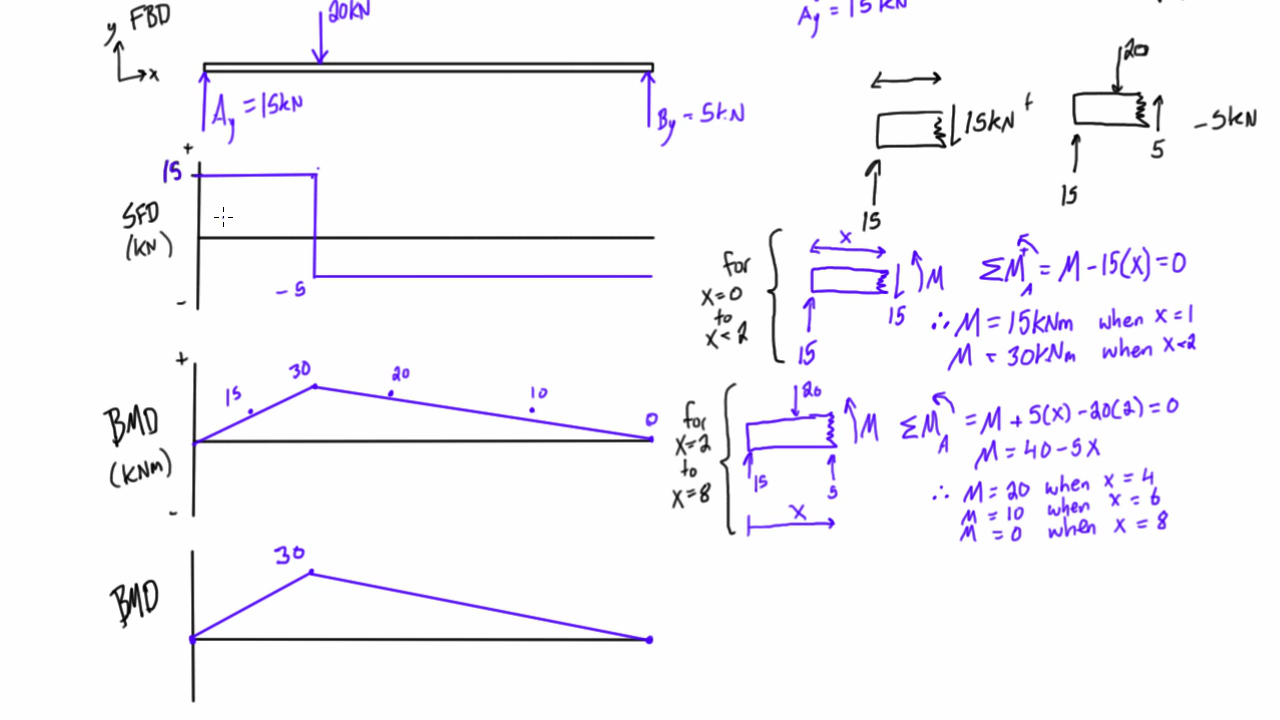 y FBD
20KN
Ay = 15 KN
x
Ay = 15KN
By = 5KN
20
15KN +
15
5
-5KN
15
+
15
SFD
(KN)
-5
-
for
x=0
to
x<2
x
M
15
15
ΣMA = M - 15(x) = 0
∴ M = 15KNm when x = 1
M = 30KNm when x<2
+
BMD
(KNm)
15
30
20
10
0
-
for
x=2
to
x=8
20
M
15
5
x
ΣMA = M + 5(x) - 20(2) = 0
M = 40 - 5x
∴ M = 20 when x = 4
M = 10 when x = 6
M = 0 when x = 8
BMD
30